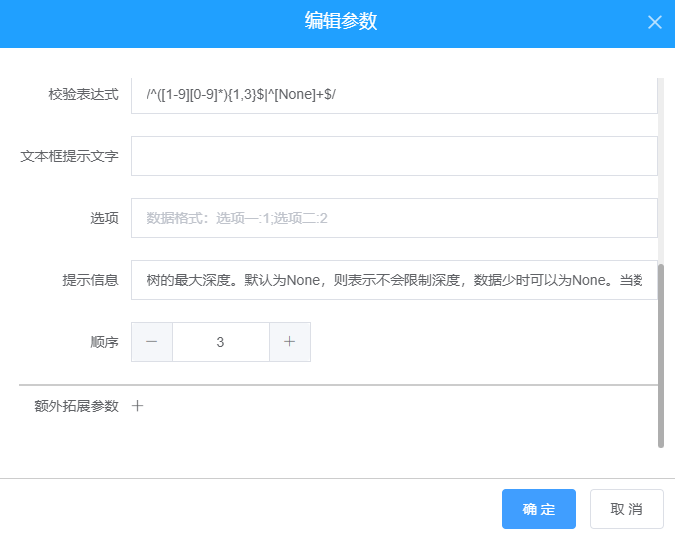 编辑参数
校验表达式 /^([1-9][0-9]*){1,3}$|^[None]+$/
文本框提示文字
选项 数据格式：选项一:1;选项二:2
提示信息 树的最大深度。默认为None，则表示不会限制深度，数据少时可以为None。当数
顺序 3
额外拓展参数
确 定 取 消